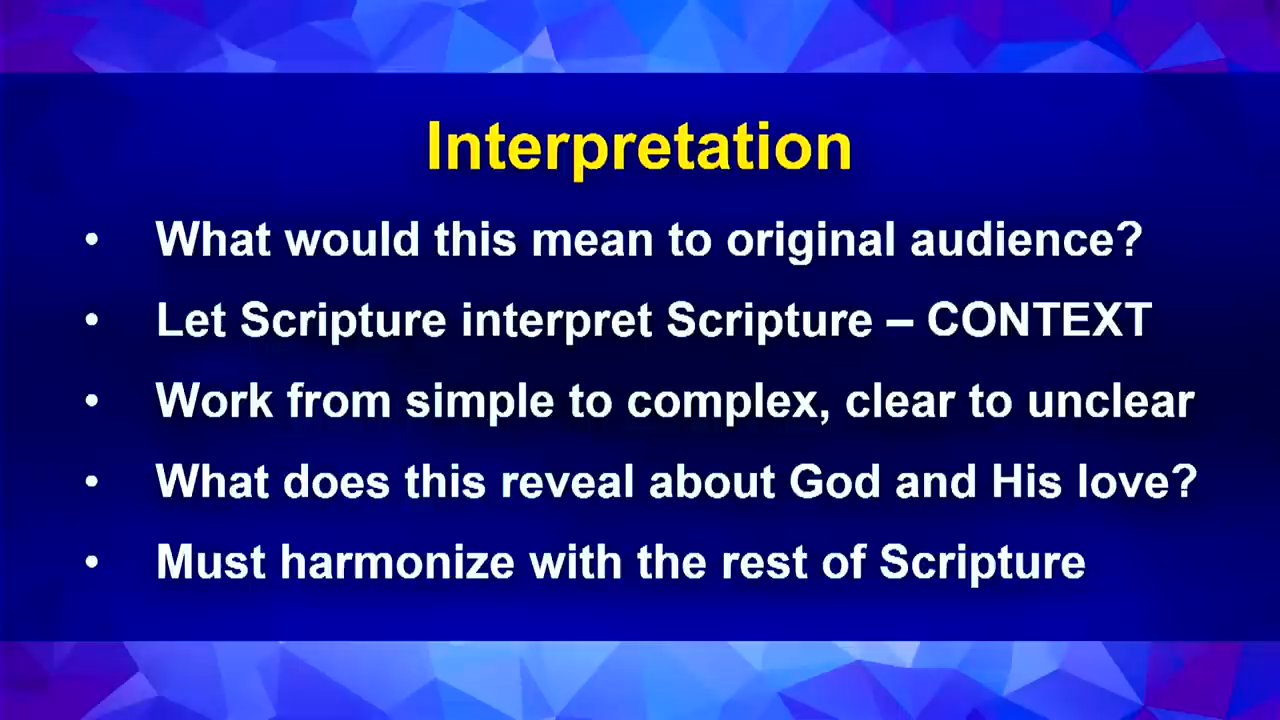 Interpretation
• What would this mean to original audience?
• Let Scripture interpret Scripture – CONTEXT
• Work from simple to complex, clear to unclear
• What does this reveal about God and His love?
• Must harmonize with the rest of Scripture